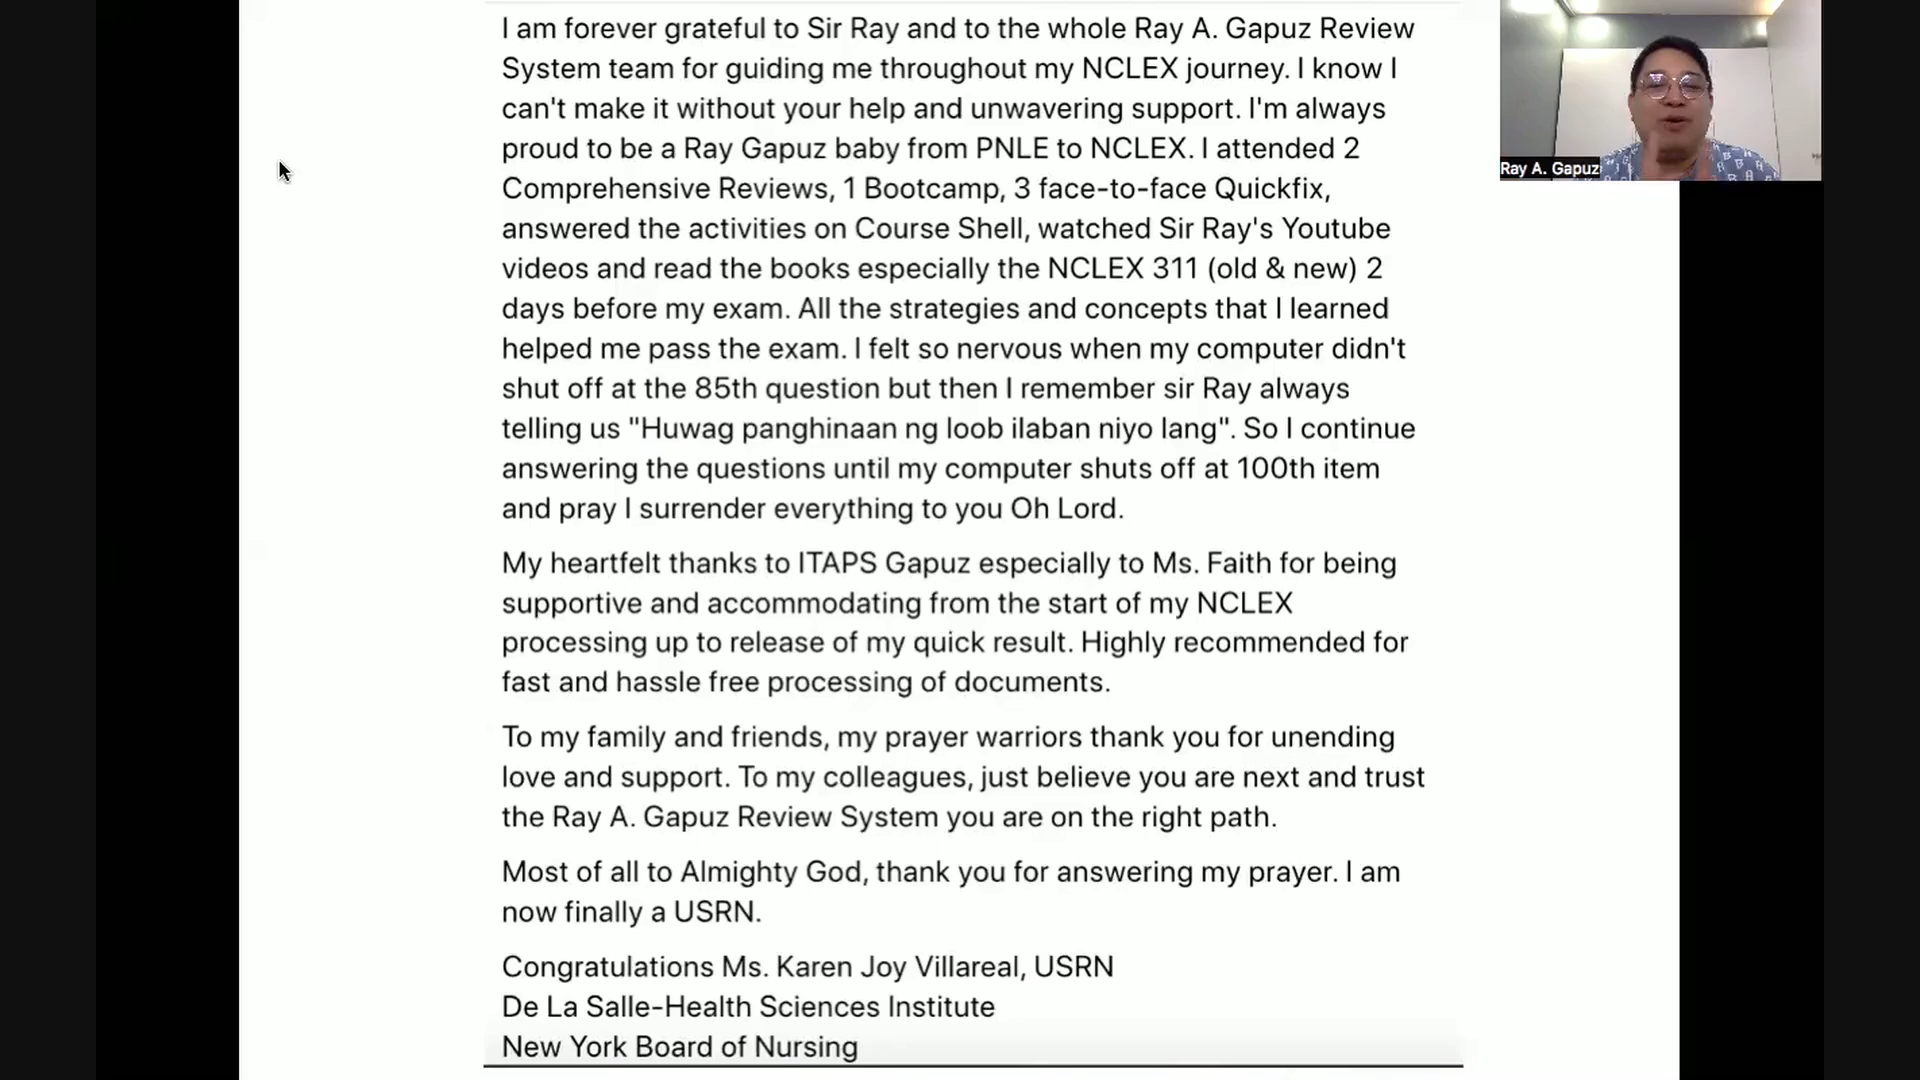 I am forever grateful to Sir Ray and to the whole Ray A. Gapuz Review
System team for guiding me throughout my NCLEX journey. I know I
can't make it without your help and unwavering support. I'm always
proud to be a Ray Gapuz baby from PNLE to NCLEX. I attended 2
Comprehensive Reviews, 1 Bootcamp, 3 face-to-face Quickfix,
answered the activities on Course Shell, watched Sir Ray's Youtube
videos and read the books especially the NCLEX 311 (old & new) 2
days before my exam. All the strategies and concepts that I learned
helped me pass the exam. I felt so nervous when my computer didn't
shut off at the 85th question but then I remember sir Ray always
telling us "Huwag panghinaan ng loob ilaban niyo lang". So I continue
answering the questions until my computer shuts off at 100th item
and pray I surrender everything to you Oh Lord.
My heartfelt thanks to ITAPS Gapuz especially to Ms. Faith for being
supportive and accommodating from the start of my NCLEX
processing up to release of my quick result. Highly recommended for
fast and hassle free processing of documents.
To my family and friends, my prayer warriors thank you for unending
love and support. To my colleagues, just believe you are next and trust
the Ray A. Gapuz Review System you are on the right path.
Most of all to Almighty God, thank you for answering my prayer. I am
now finally a USRN.
Congratulations Ms. Karen Joy Villareal, USRN
De La Salle-Health Sciences Institute
New York Board of Nursing
Ray A. Gapuz